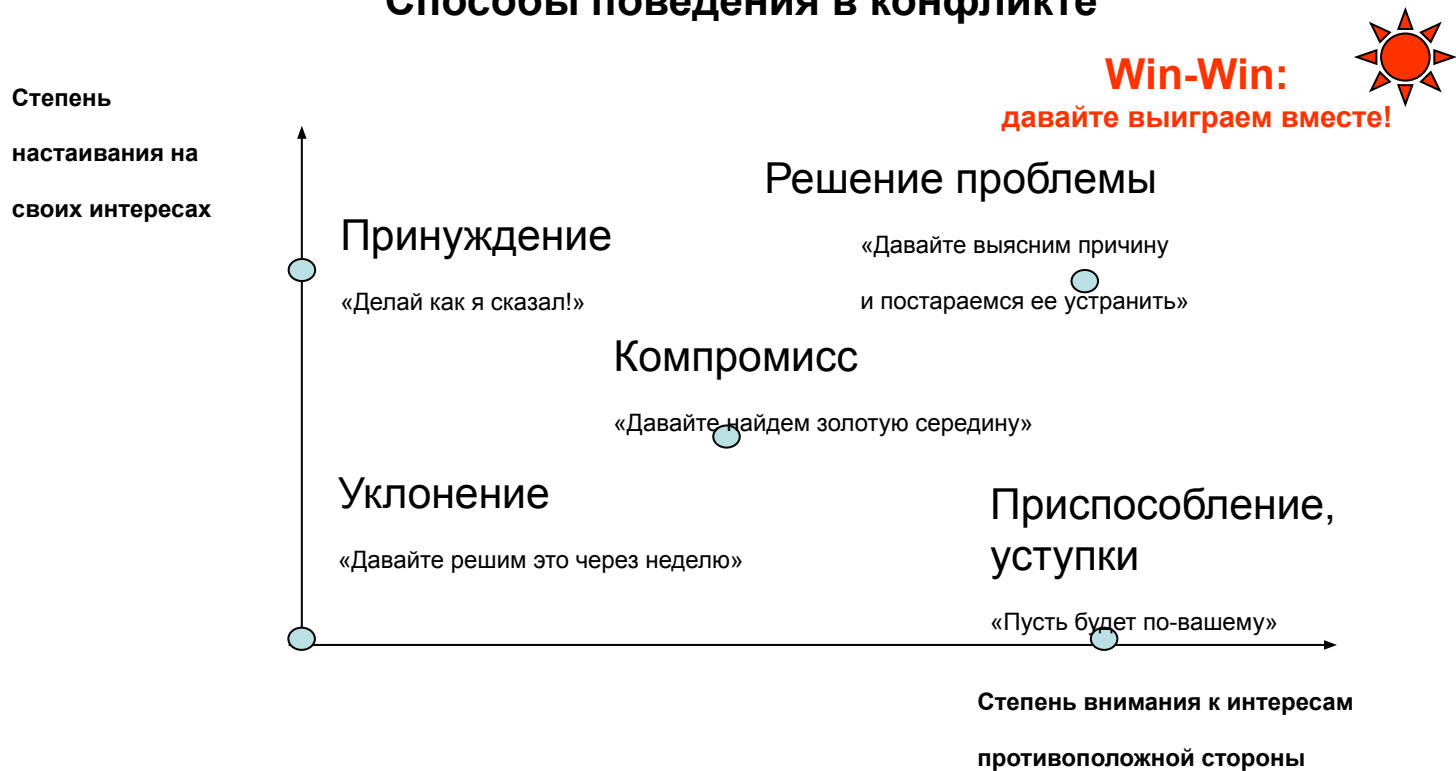 Способы поведения в конфликте
Win-Win:
давайте выиграем вместе!
Степень
настаивания на
своих интересах
Решение проблемы
«Давайте выясним причину
и постараемся ее устранить»
Принуждение
«Делай как я сказал!»
Компромисс
«Давайте найдем золотую середину»
Уклонение
«Давайте решим это через неделю»
Приспособление,
уступки
«Пусть будет по-вашему»
Степень внимания к интересам
противоположной стороны